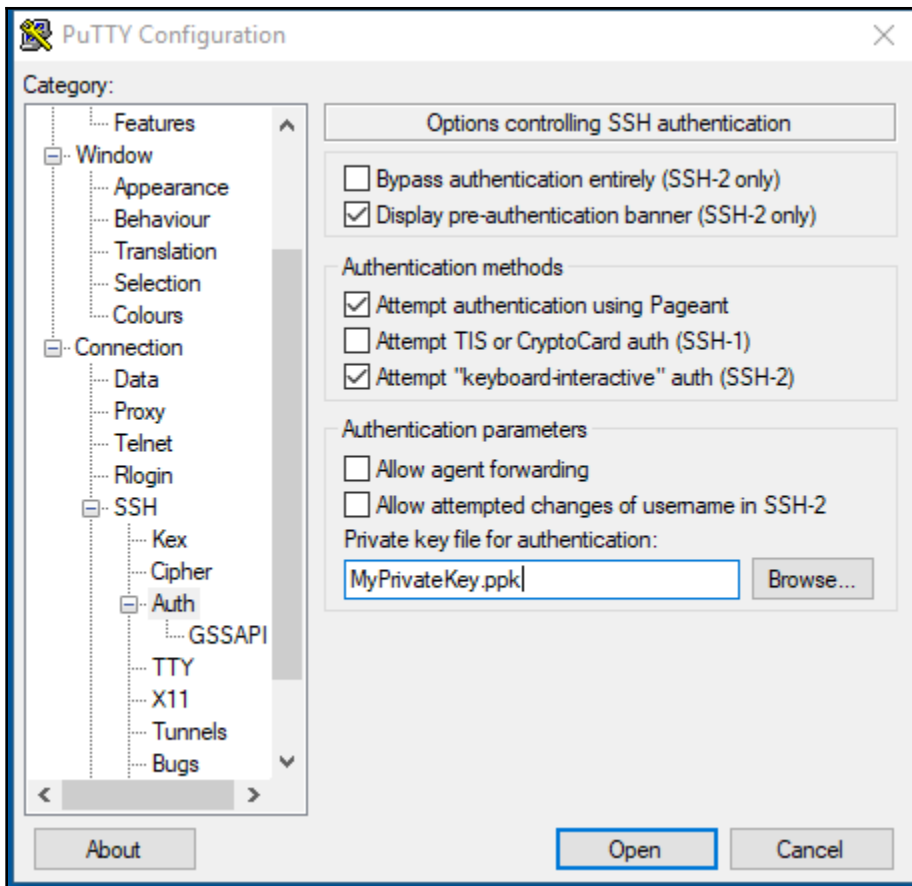 PuTTY Configuration
Category:
Features
Window
Appearance
Behaviour
Translation
Selection
Colours
Connection
Data
Proxy
Telnet
Rlogin
SSH
Kex
Cipher
Auth
GSSAPI
TTY
X11
Tunnels
Bugs
Options controlling SSH authentication
Bypass authentication entirely (SSH-2 only)
Display pre-authentication banner (SSH-2 only)
Authentication methods
Attempt authentication using Pageant
Attempt TIS or CryptoCard auth (SSH-1)
Attempt "keyboard-interactive" auth (SSH-2)
Authentication parameters
Allow agent forwarding
Allow attempted changes of username in SSH-2
Private key file for authentication:
MyPrivateKey.ppk
Browse...
About
Open
Cancel